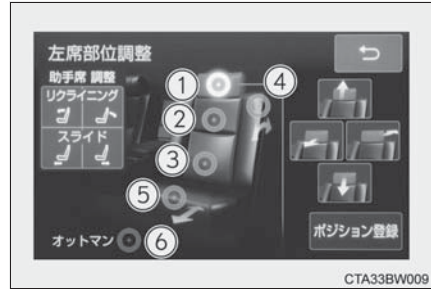 左席部位調整
助手席 調整
リクライニング
スライド
1
4
2
3
5
オットマン
6
ポジション登録
CTA33BW009